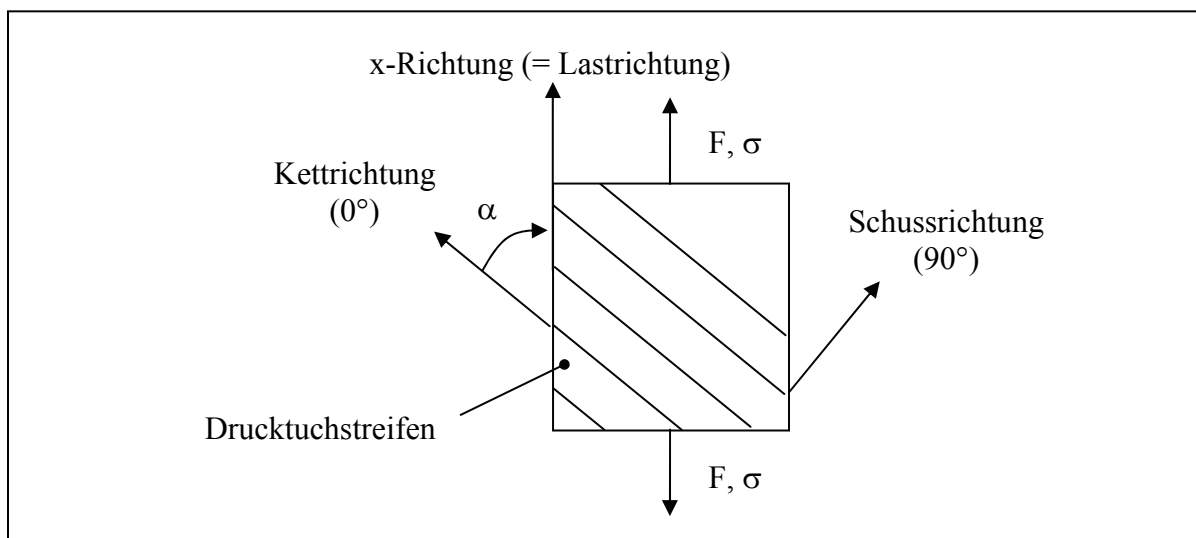 x-Richtung (= Lastrichtung)
F, σ
Kettrichtung
(0°)
α
Schussrichtung
(90°)
Drucktuchstreifen
F, σ